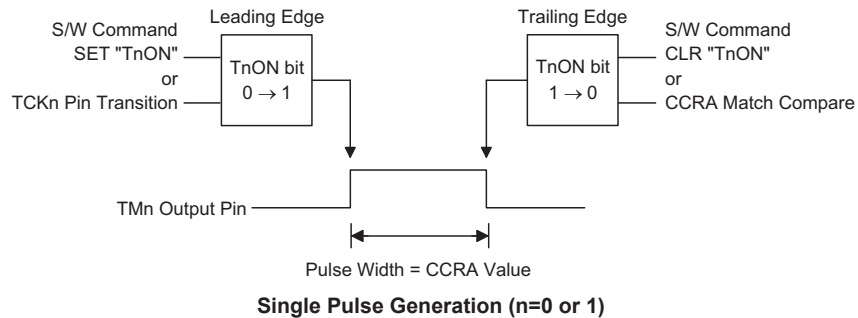 Leading Edge
S/W Command
SET "TnON"
or
TCKn Pin Transition
TnON bit
0 → 1
Trailing Edge
TnON bit
1 → 0
S/W Command
CLR "TnON"
or
CCRA Match Compare
TMn Output Pin
Pulse Width = CCRA Value
Single Pulse Generation (n=0 or 1)